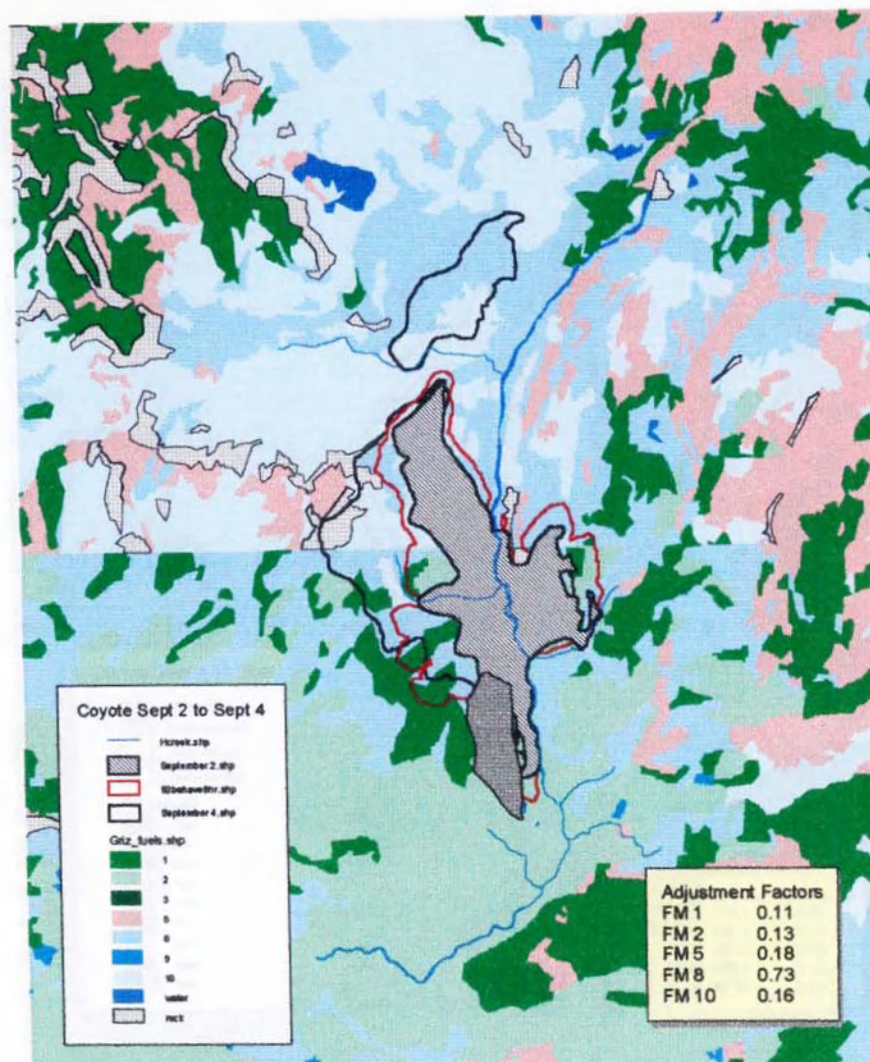 Coyote Sept 2 to Sept 4
Hcreek.shp
September 2.shp
September 4.shp
Griz_fuels.shp
1
2
3
5
8
9
10
water
rock
Adjustment Factors
FM 1 0.11
FM 2 0.13
FM 5 0.18
FM 8 0.73
FM 10 0.16